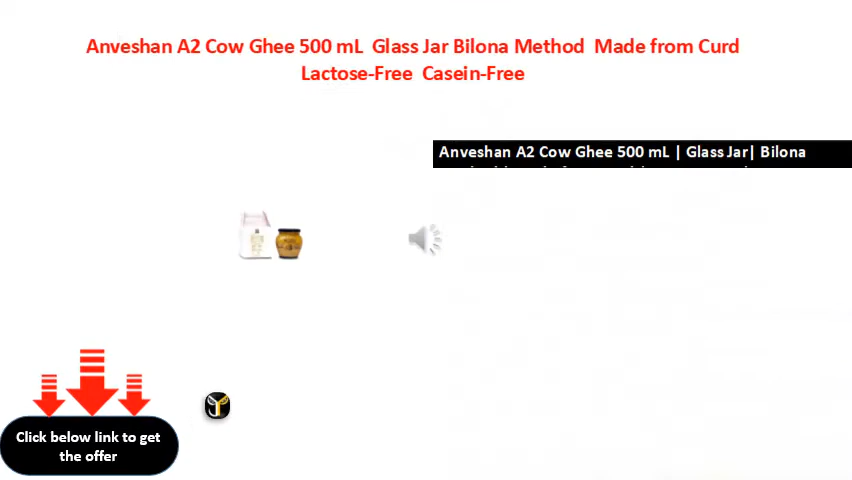 Anveshan A2 Cow Ghee 500 mL Glass Jar Bilona Method Made from Curd
Lactose-Free Casein-Free
Anveshan A2 Cow Ghee 500 mL | Glass Jar| Bilona
Click below link to get
the offer